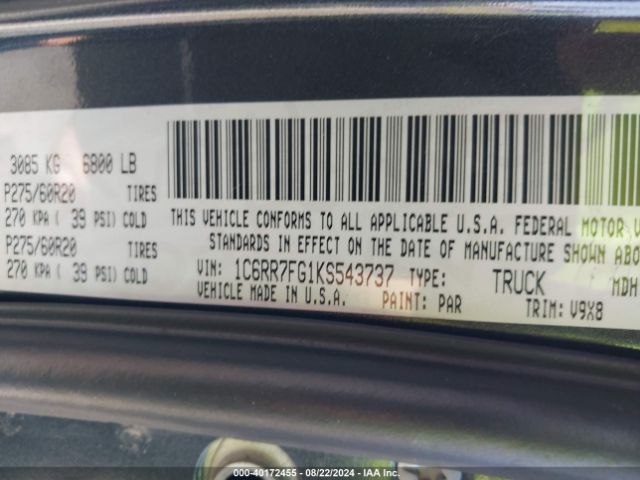 3085 KG 6800 LB
P275/60R20 TIRES
270 KPA ( 39 PSI) COLD
P275/60R20 TIRES
270 KPA ( 39 PSI) COLD
THIS VEHICLE CONFORMS TO ALL APPLICABLE U.S.A. FEDERAL MOTOR V
STANDARDS IN EFFECT ON THE DATE OF MANUFACTURE SHOWN ABO
VIN: 1C6RR7FG1KS543737 TYPE: TRUCK MDH
VEHICLE MADE IN U.S.A. PAINT: PAR TRIM: V9X8
000-40172455 - 08/22/2024 - IAA Inc.